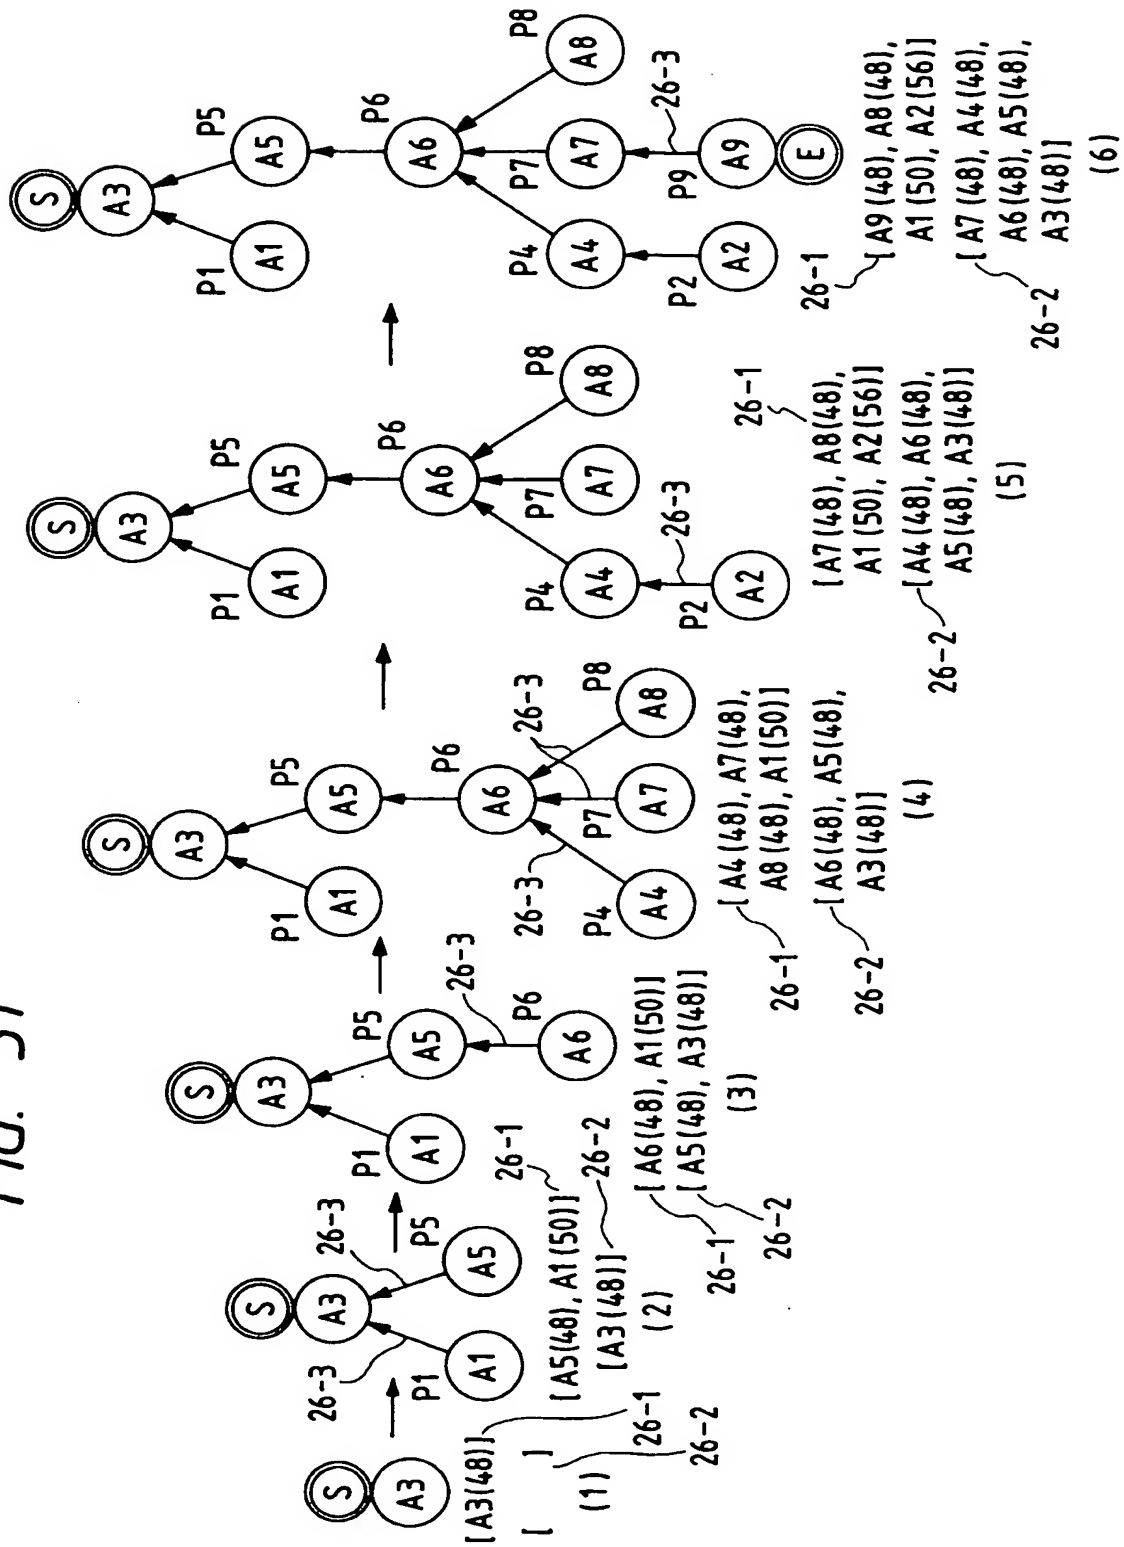 FIG. 31
S
A3
[A3(48)]
[ ]
26-1
26-2
(1)
S
A3
26-3
26-3
P1
A1
P5
A5
[A5(48), A1(50)]
[A3(48)]
26-1
26-2
(2)
S
A3
P1
A1
P5
A5
26-3
P6
A6
[A6(48), A1(50)]
[A5(48), A3(48)]
26-1
26-2
(3)
S
A3
P1
A1
P5
A5
P6
A6
26-3
26-3
P4
A4
P7
A7
P8
A8
26-1
[A4(48), A7(48),
A8(48), A1(50)]
26-2
[A6(48), A5(48),
A3(48)]
(4)
S
A3
P1
A1
P5
A5
P6
A6
P4
A4
P7
A7
P8
A8
26-3
P2
A2
26-1
[A7(48), A8(48),
A1(50), A2(56)]
[A4(48), A6(48),
A5(48), A3(48)]
26-2
(5)
S
A3
P1
A1
P5
A5
P6
A6
P4
A4
P7
A7
P8
A8
26-3
P2
A2
P9
A9
E
26-1
[A9(48), A8(48),
A1(50), A2(56)]
[A7(48), A4(48),
A6(48), A5(48),
A3(48)]
26-2
(6)